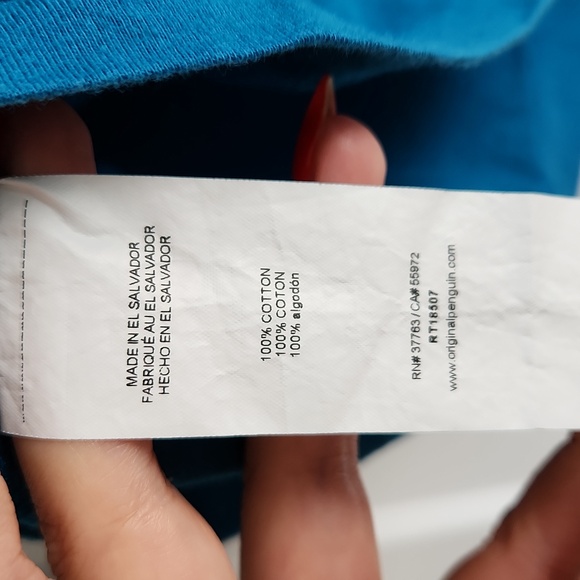 MADE IN EL SALVADOR
FABRIQUÉ AU EL SALVADOR
HECHO EN EL SALVADOR
100% COTTON
100% COTON
100% algodón
RN# 37763 / CA# 55972
RT18507
www.originalpenguin.com